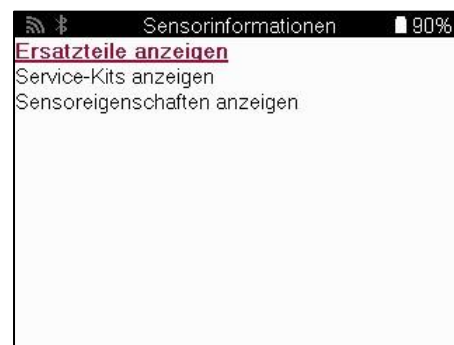 Sensorinformationen 90%
Ersatzteile anzeigen
Service-Kits anzeigen
Sensoreigenschaften anzeigen